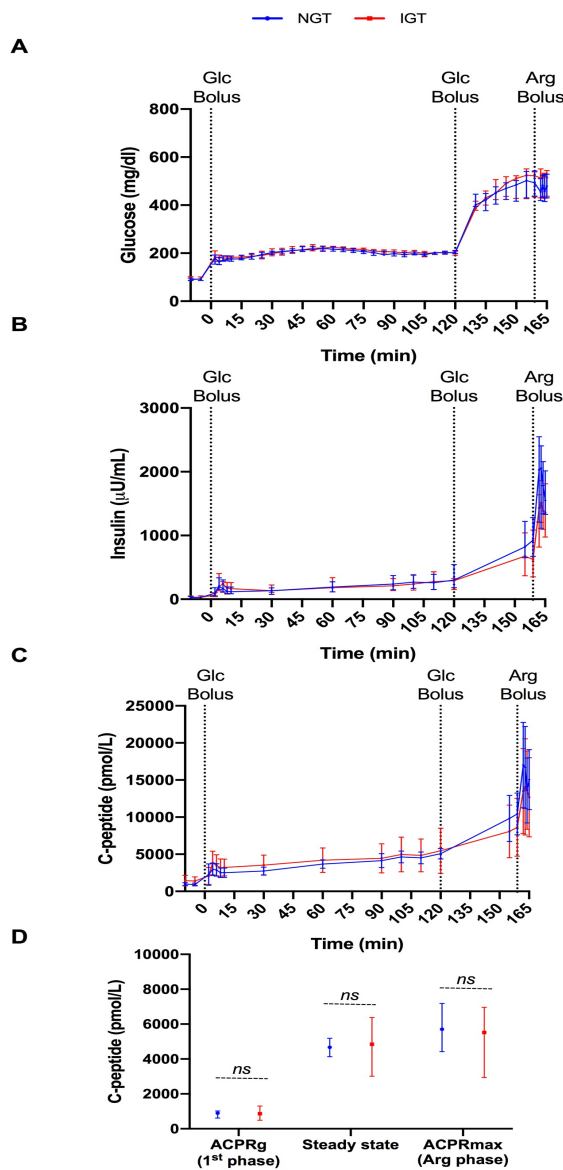 NGT IGT
A
Glc Bolus Glc Bolus Arg Bolus
Glucose (mg/dl)
800
600
400
200
0
0 15 30 45 60 75 90 105 120 135 150 165
Time (min)
B
Glc Bolus Glc Bolus Arg Bolus
Insulin (μU/mL)
3000
2000
1000
0
0 15 30 45 60 75 90 105 120 135 150 165
Time (min)
C
Glc Bolus Glc Bolus Arg Bolus
C-peptide (pmol/L)
25000
20000
15000
10000
5000
0
0 15 30 45 60 75 90 105 120 135 150 165
Time (min)
D
C-peptide (pmol/L)
10000
8000
6000
4000
2000
0
ns ns ns
ACPRg Steady state ACPRmax
(1st phase) (Arg phase)